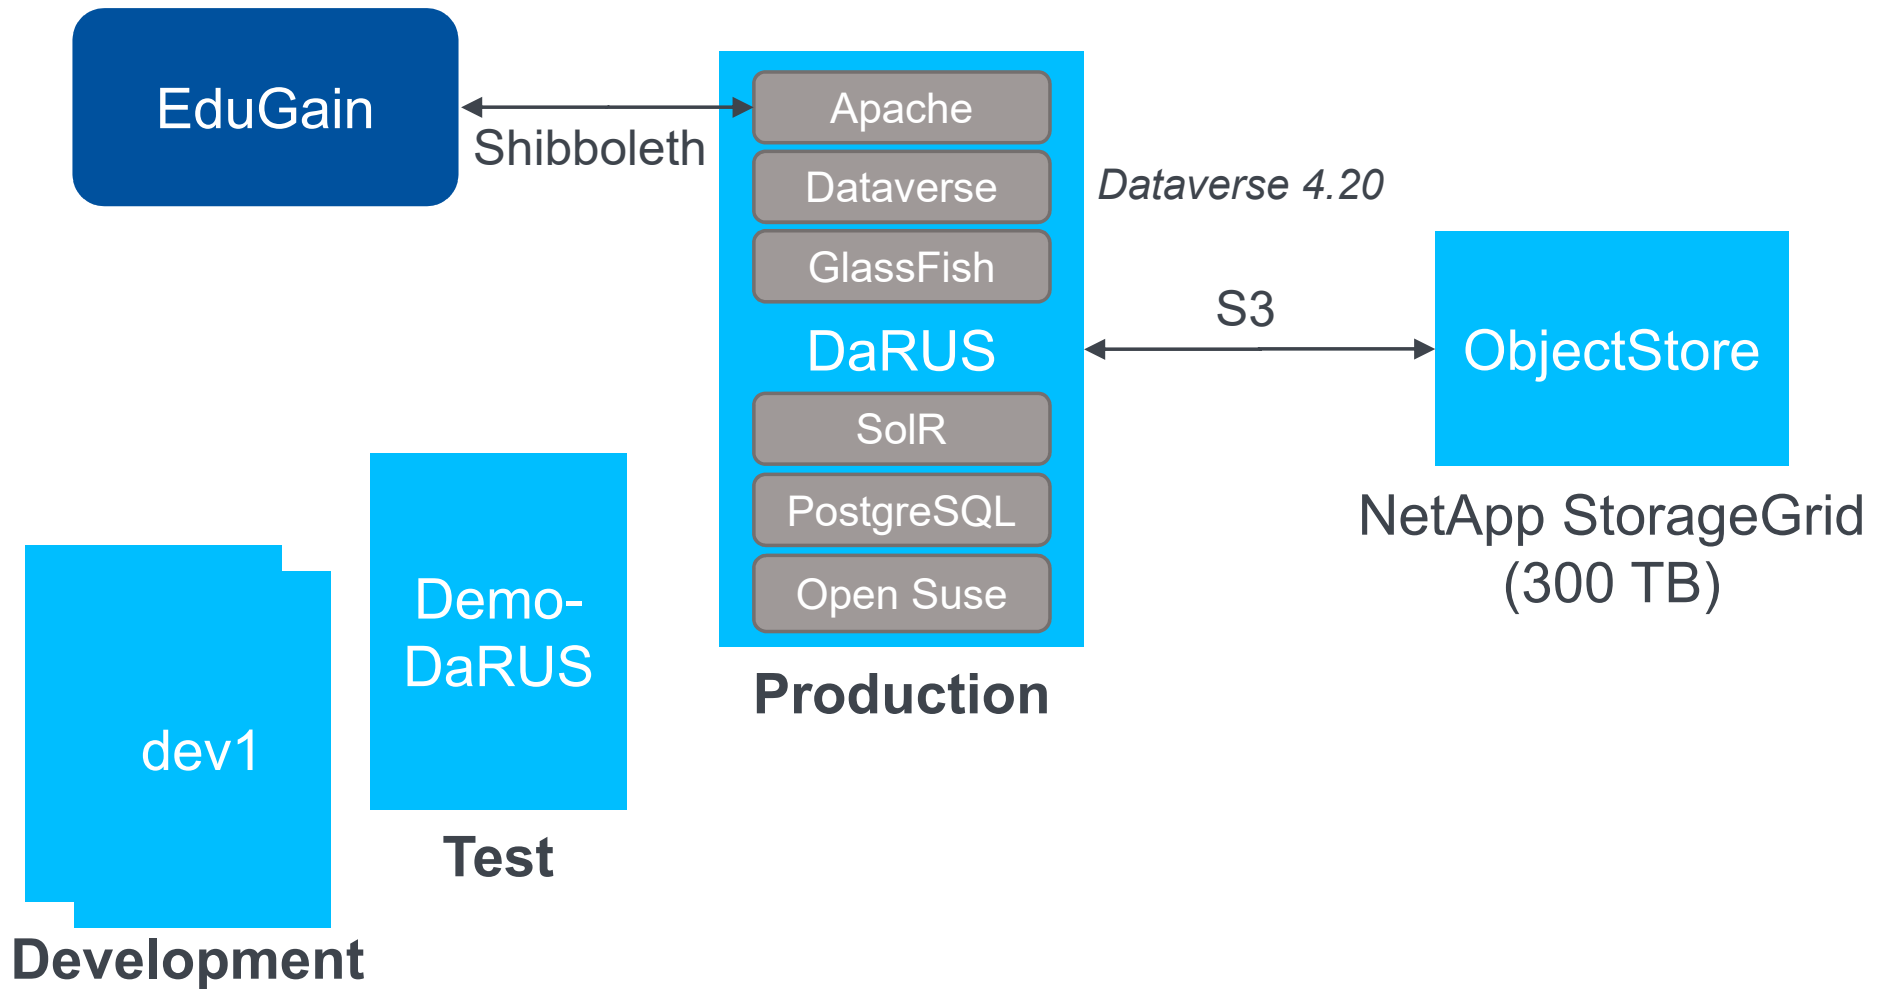 EduGain
Shibboleth
Apache
Dataverse
GlassFish
DaRUS
SolR
PostgreSQL
Open Suse
Production
Dataverse 4.20
S3
ObjectStore
NetApp StorageGrid
(300 TB)
Demo-
DaRUS
Test
dev1
Development